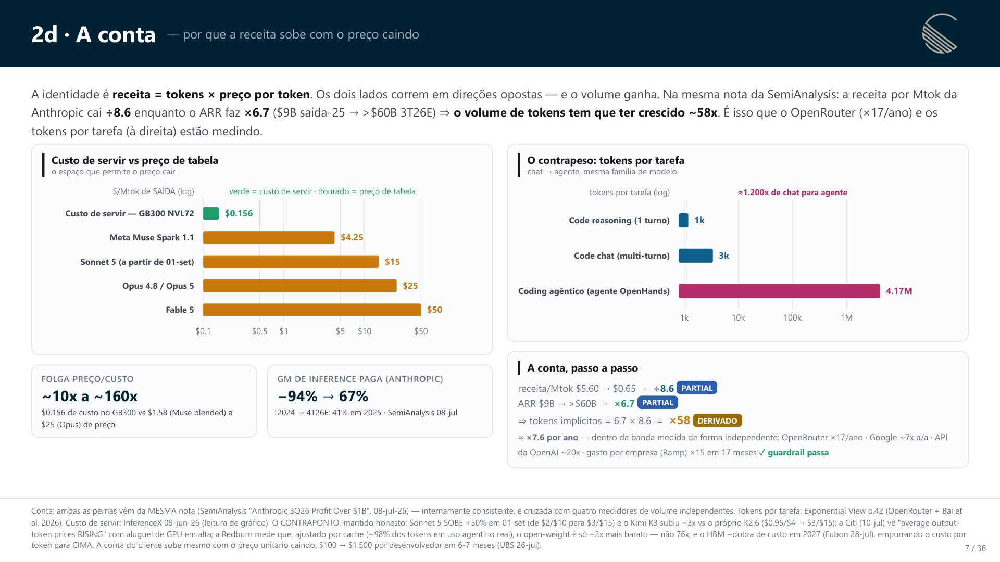 2d · A conta — por que a receita sobe com o preço caindo
A identidade é receita = tokens × preço por token. Os dois lados correm em direções opostas — e o volume ganha. Na mesma nota da SemiAnalysis: a receita por Mtok da
Anthropic cai ÷8.6 enquanto o ARR faz ×6.7 ($9B saída-25 → >$60B 3T26E) ⇒ o volume de tokens tem que ter crescido ~58x. É isso que o OpenRouter (×17/ano) e os
tokens por tarefa (à direita) estão medindo.
Custo de servir vs preço de tabela
o espaço que permite o preço cair
$/Mtok de SAÍDA (log)
verde = custo de servir · dourado = preço de tabela
Custo de servir — GB300 NVL72 $0.156
Meta Muse Spark 1.1 $4.25
Sonnet 5 (a partir de 01-set) $15
Opus 4.8 / Opus 5 $25
Fable 5 $50
$0.1 $0.5 $1 $5 $10 $50
FOLGA PREÇO/CUSTO
~10x a ~160x
$0.156 de custo no GB300 vs $1.58 (Muse blended) a
$25 (Opus) de preço
GM DE INFERENCE PAGA (ANTHROPIC)
−94% → 67%
2024 → 4T26E; 41% em 2025 · SemiAnalysis 08-jul
O contrapeso: tokens por tarefa
chat → agente, mesma família de modelo
tokens por tarefa (log)
≈1.200x de chat para agente
Code reasoning (1 turno) 1k
Code chat (multi-turno) 3k
Coding agêntico (agente OpenHands) 4.17M
1k 10k 100k 1M
A conta, passo a passo
receita/Mtok $5.60 → $0.65 = ÷8.6 PARTIAL
ARR $9B → >$60B = ×6.7 PARTIAL
⇒ tokens implícitos = 6.7 × 8.6 = ×58 DERIVADO
≈ ×7.6 por ano — dentro da banda medida de forma independente: OpenRouter ×17/ano · Google ~7x a/a · API
da OpenAI ~20x · gasto por empresa (Ramp) ×15 em 17 meses ✓ guardrail passa
Conta: ambas as pernas vêm da MESMA nota (SemiAnalysis "Anthropic 3Q26 Profit Over $1B", 08-jul-26) — internamente consistente, e cruzada com quatro medidores de volume independentes. Tokens por tarefa: Exponential View p.42 (OpenRouter + Bai et
al. 2026). Custo de servir: InferenceX 09-jun-26 (leitura de gráfico). O CONTRAPONTO, mantido honesto: Sonnet 5 SOBE +50% em 01-set (de $2/$10 para $3/$15) e o Kimi K3 subiu ~3x vs o próprio K2.6 ($0.95/$4 → $3/$15); a Citi (10-jul) vê "average output-
token prices RISING" com aluguel de GPU em alta; a Redburn mede que, ajustado por cache (~98% dos tokens em uso agentino real), o open-weight é só ~2x mais barato — não 76x; e o HBM ~dobra de custo em 2027 (Fubon 28-jul), empurrando o custo por
token para CIMA. A conta do cliente sobe mesmo com o preço unitário caindo: $100 → $1.500 por desenvolvedor em 6-7 meses (UBS 26-jul).
7 / 36